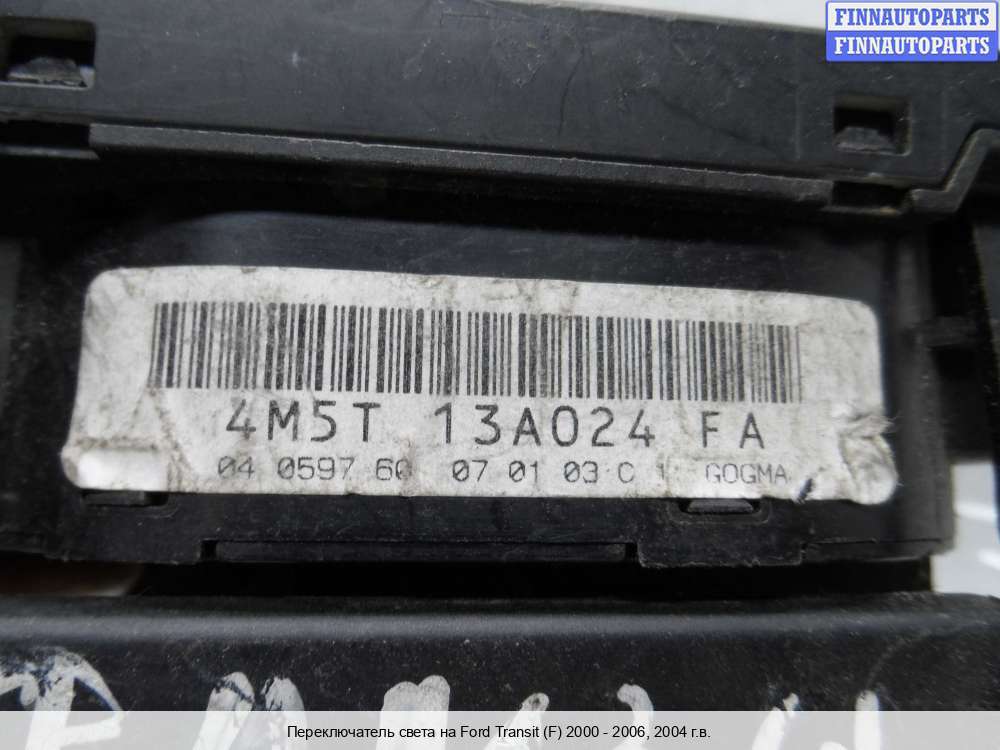 FINNAUTOPARTS
FINNAUTOPARTS
4M5T 13A024 FA
04 0597 60 07 01 03 C 1 GOGMA
Переключатель света на Ford Transit (F) 2000 - 2006, 2004 г.в.